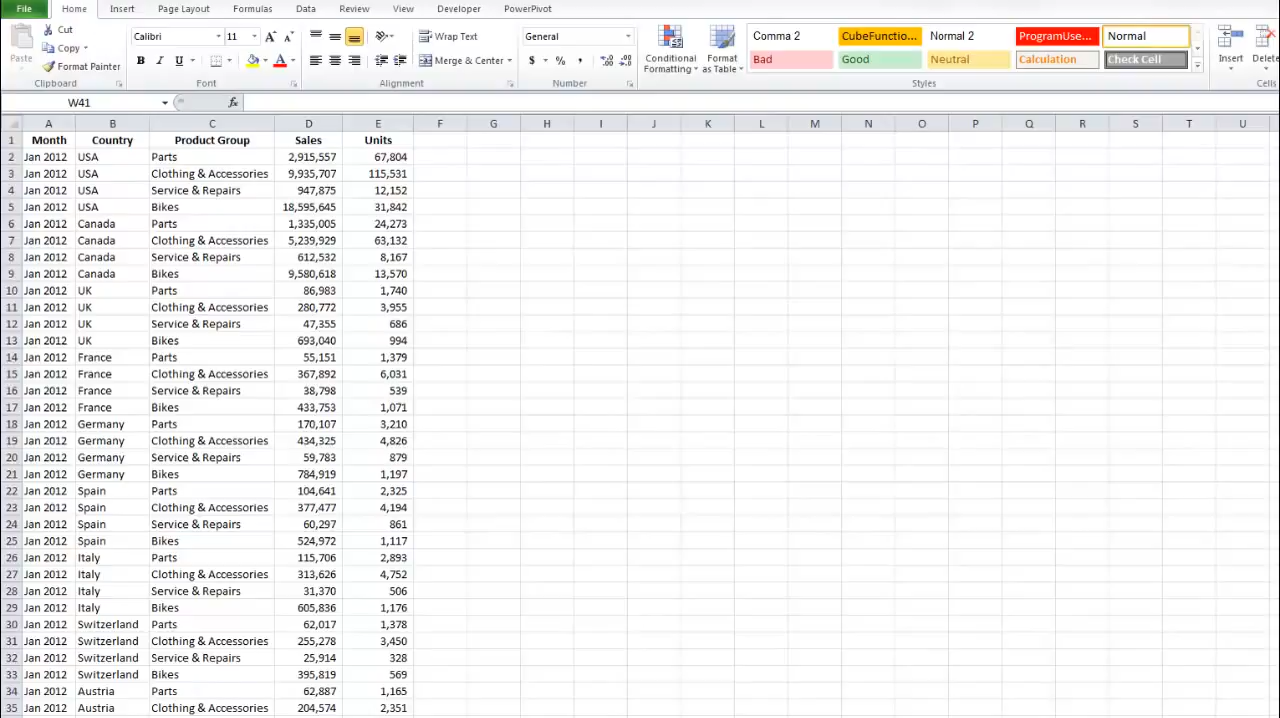 File Home Insert Page Layout Formulas Data Review View Developer PowerPivot
Paste
Cut
Copy
Format Painter
Clipboard
Calibri 11
B I U
Font
Wrap Text
Merge & Center
Alignment
General
$ % ,
Number
Conditional Formatting
Format as Table
Comma 2 CubeFunctio... Normal 2 ProgramUse... Normal
Bad Good Neutral Calculation Check Cell
Styles
Insert Delete
Cells
W41 fx
A B C D E F G H I J K L M N O P Q R S T U
1 Month Country Product Group Sales Units
2 Jan 2012 USA Parts 2,915,557 67,804
3 Jan 2012 USA Clothing & Accessories 9,935,707 115,531
4 Jan 2012 USA Service & Repairs 947,875 12,152
5 Jan 2012 USA Bikes 18,595,645 31,842
6 Jan 2012 Canada Parts 1,335,005 24,273
7 Jan 2012 Canada Clothing & Accessories 5,239,929 63,132
8 Jan 2012 Canada Service & Repairs 612,532 8,167
9 Jan 2012 Canada Bikes 9,580,618 13,570
10 Jan 2012 UK Parts 86,983 1,740
11 Jan 2012 UK Clothing & Accessories 280,772 3,955
12 Jan 2012 UK Service & Repairs 47,355 686
13 Jan 2012 UK Bikes 693,040 994
14 Jan 2012 France Parts 55,151 1,379
15 Jan 2012 France Clothing & Accessories 367,892 6,031
16 Jan 2012 France Service & Repairs 38,798 539
17 Jan 2012 France Bikes 433,753 1,071
18 Jan 2012 Germany Parts 170,107 3,210
19 Jan 2012 Germany Clothing & Accessories 434,325 4,826
20 Jan 2012 Germany Service & Repairs 59,783 879
21 Jan 2012 Germany Bikes 784,919 1,197
22 Jan 2012 Spain Parts 104,641 2,325
23 Jan 2012 Spain Clothing & Accessories 377,477 4,194
24 Jan 2012 Spain Service & Repairs 60,297 861
25 Jan 2012 Spain Bikes 524,972 1,117
26 Jan 2012 Italy Parts 115,706 2,893
27 Jan 2012 Italy Clothing & Accessories 313,626 4,752
28 Jan 2012 Italy Service & Repairs 31,370 506
29 Jan 2012 Italy Bikes 605,836 1,176
30 Jan 2012 Switzerland Parts 62,017 1,378
31 Jan 2012 Switzerland Clothing & Accessories 255,278 3,450
32 Jan 2012 Switzerland Service & Repairs 25,914 328
33 Jan 2012 Switzerland Bikes 395,819 569
34 Jan 2012 Austria Parts 62,887 1,165
35 Jan 2012 Austria Clothing & Accessories 204,574 2,351